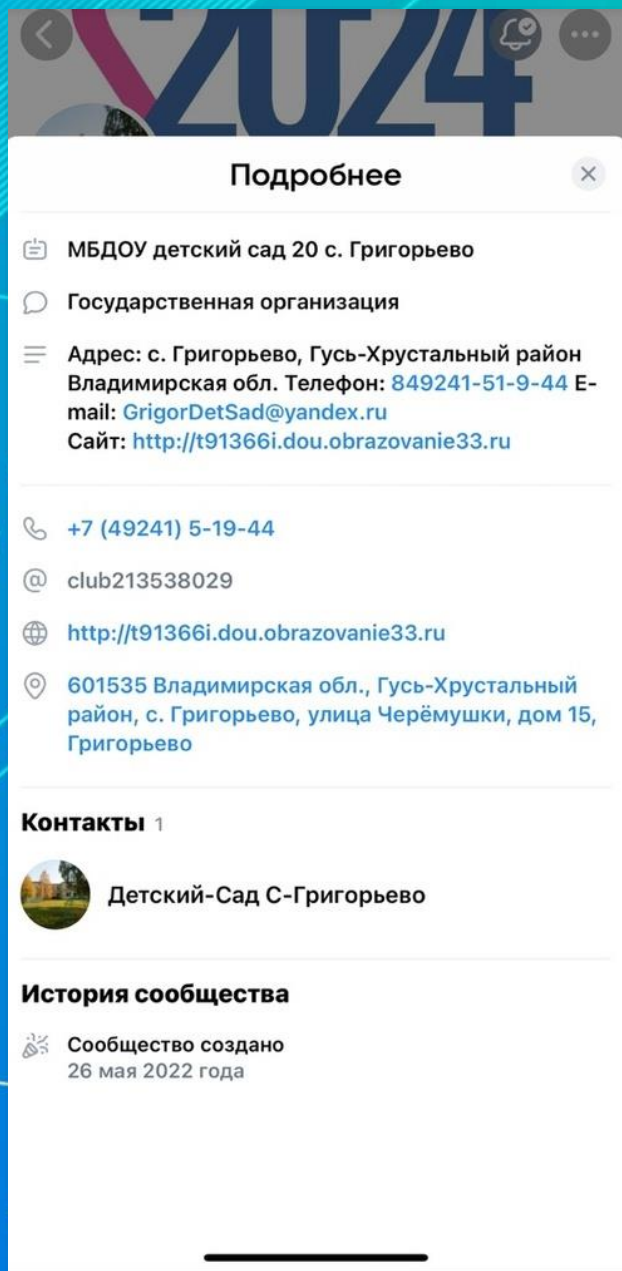 2024
Подробнее
МБДОУ детский сад 20 с. Григорьево
Государственная организация
Адрес: с. Григорьево, Гусь-Хрустальный район
Владимирская обл. Телефон: 849241-51-9-44 E-
mail: GrigorDetSad@yandex.ru
Сайт: http://t91366i.dou.obrazovanie33.ru
+7 (49241) 5-19-44
club213538029
http://t91366i.dou.obrazovanie33.ru
601535 Владимирская обл., Гусь-Хрустальный
район, с. Григорьево, улица Черёмушки, дом 15,
Григорьево
Контакты 1
Детский-Сад С-Григорьево
История сообщества
Сообщество создано
26 мая 2022 года